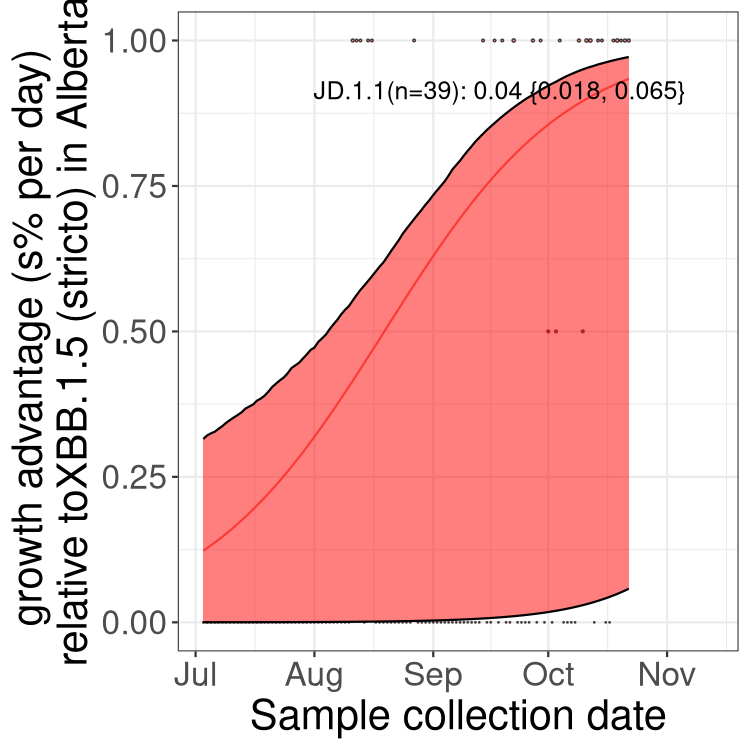 growth advantage (s% per day)
relative toXBB.1.5 (stricto) in Alberta
1.00
0.75
0.50
0.25
0.00
JD.1.1(n=39): 0.04 {0.018, 0.065}
Jul Aug Sep Oct Nov
Sample collection date